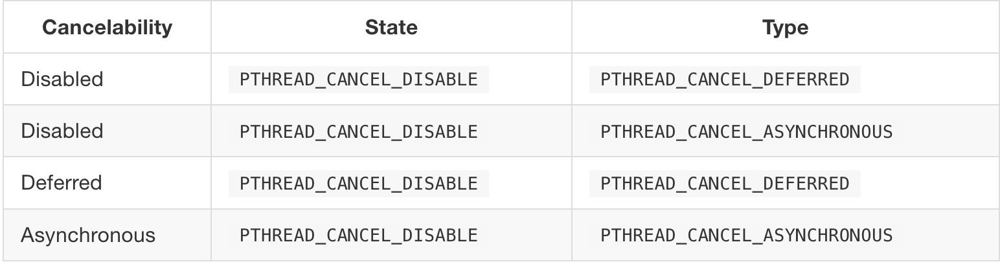 Cancelability State Type
Disabled PTHREAD_CANCEL_DISABLE PTHREAD_CANCEL_DEFERRED
Disabled PTHREAD_CANCEL_DISABLE PTHREAD_CANCEL_ASYNCHRONOUS
Deferred PTHREAD_CANCEL_DISABLE PTHREAD_CANCEL_DEFERRED
Asynchronous PTHREAD_CANCEL_DISABLE PTHREAD_CANCEL_ASYNCHRONOUS